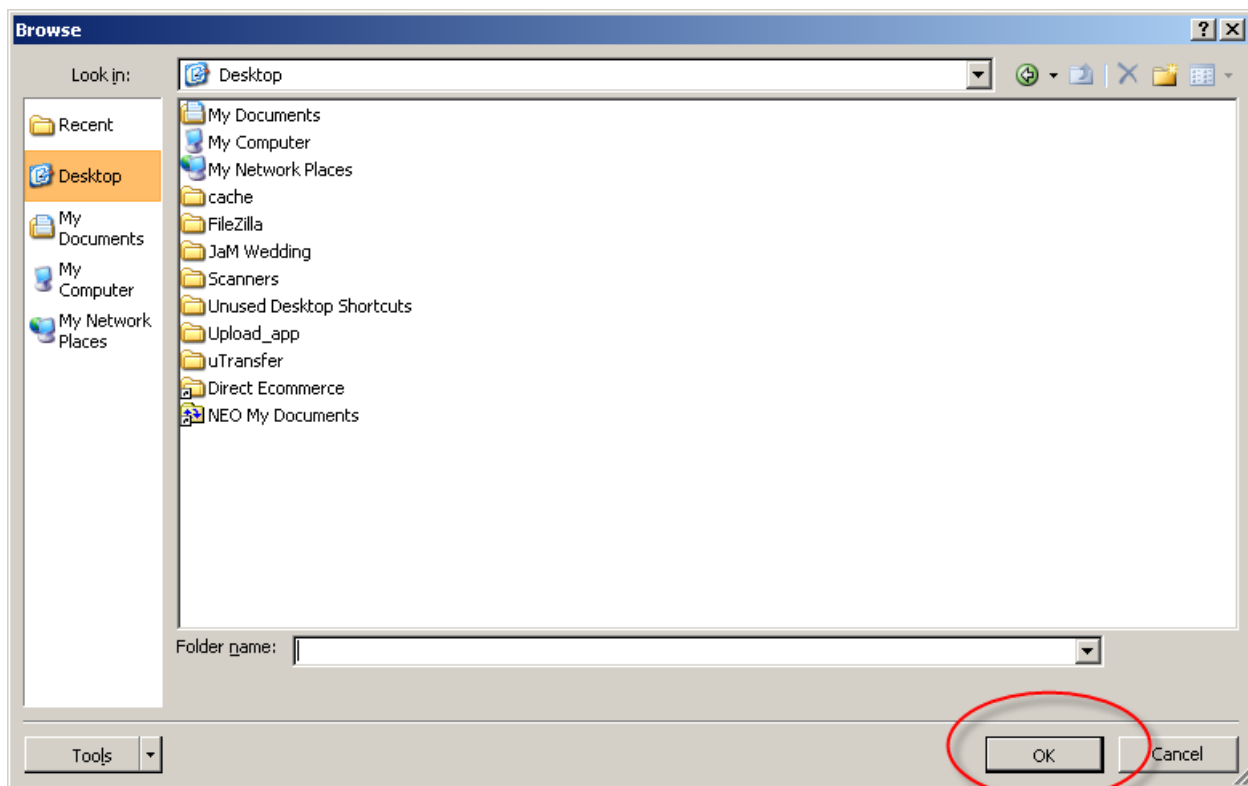 Browse
Look in:
Desktop
Recent
Desktop
My
Documents
My
Computer
My Network
Places
My Documents
My Computer
My Network Places
cache
FileZilla
JaM Wedding
Scanners
Unused Desktop Shortcuts
Upload_app
uTransfer
Direct Ecommerce
NEO My Documents
Folder name:
Tools
OK
Cancel